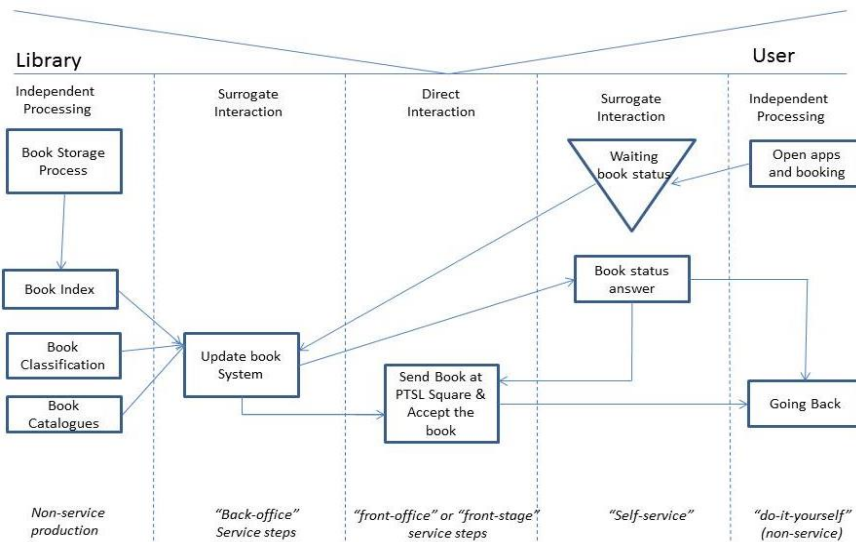 Library
User
Independent
Processing
Surrogate
Interaction
Direct
Interaction
Surrogate
Interaction
Independent
Processing
Book Storage
Process
Waiting
book status
Open apps
and booking
Book Index
Book status
answer
Book
Classification
Update book
System
Send Book at
PTSL Square &
Accept the
book
Book
Catalogues
Going Back
Non-service
production
“Back-office”
Service steps
“front-office” or “front-stage”
service steps
“Self-service”
“do-it-yourself”
(non-service)